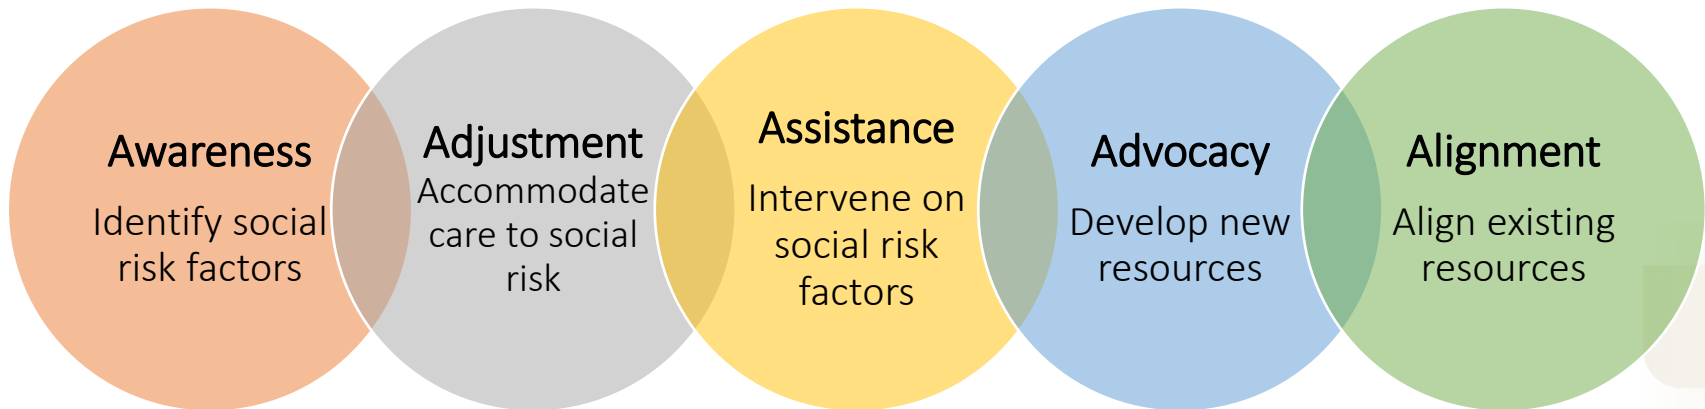 Awareness
Identify social
risk factors
Adjustment
Accommodate
care to social
risk
Assistance
Intervene on
social risk
factors
Advocacy
Develop new
resources
Alignment
Align existing
resources